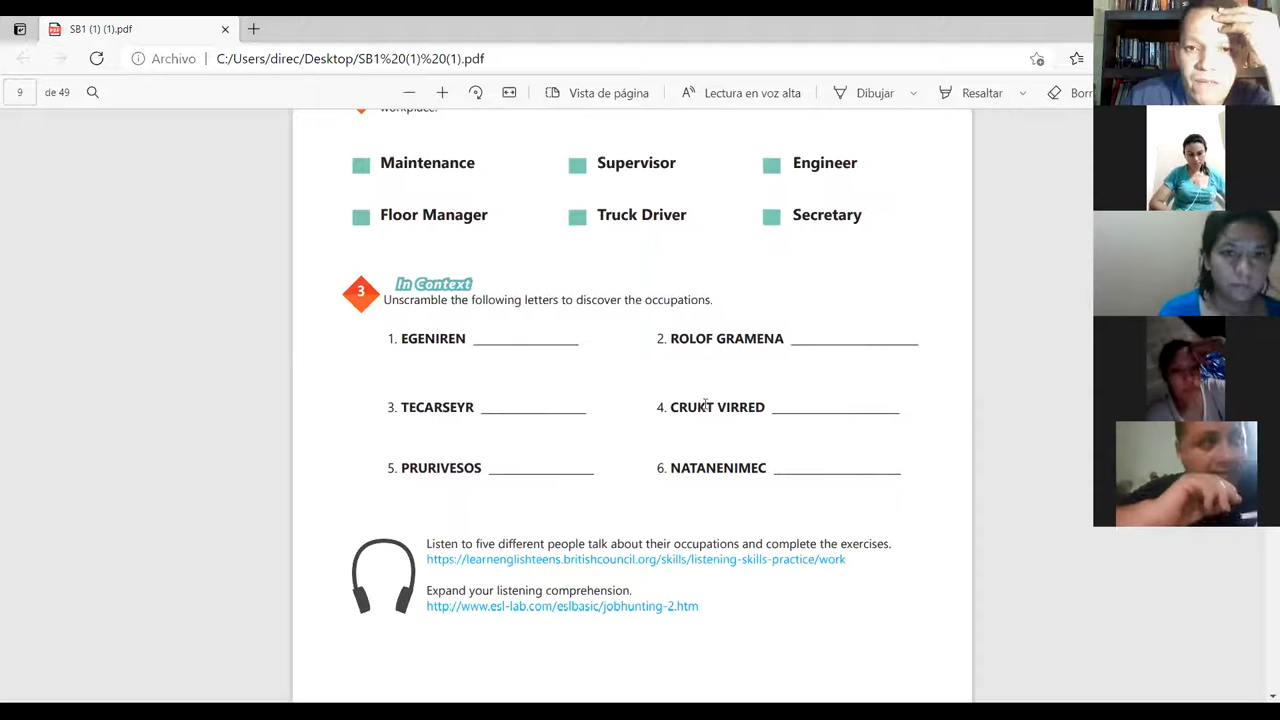 SB1 (1) (1).pdf
Archivo
C:/Users/direc/Desktop/SB1%20(1)%20(1).pdf
9 de 49
Vista de página
Lectura en voz alta
Dibujar
Resaltar
Borr
workplace.
Maintenance
Supervisor
Engineer
Floor Manager
Truck Driver
Secretary
3
In Context
Unscramble the following letters to discover the occupations.
1. EGENIREN
2. ROLOF GRAMENA
3. TECARSEYR
4. CRUKT VIRRED
5. PRURIVESOS
6. NATANENIMEC
Listen to five different people talk about their occupations and complete the exercises.
https://learnenglishteens.britishcouncil.org/skills/listening-skills-practice/work
Expand your listening comprehension.
http://www.esl-lab.com/eslbasic/jobhunting-2.htm